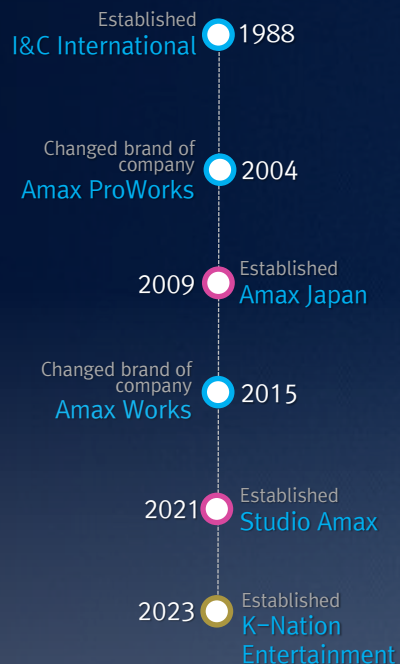 Established
I&C International
1988
Changed brand of
company
Amax ProWorks
2004
2009
Established
Amax Japan
Changed brand of
company
Amax Works
2015
2021
Established
Studio Amax
2023
Established
K-Nation
Entertainment